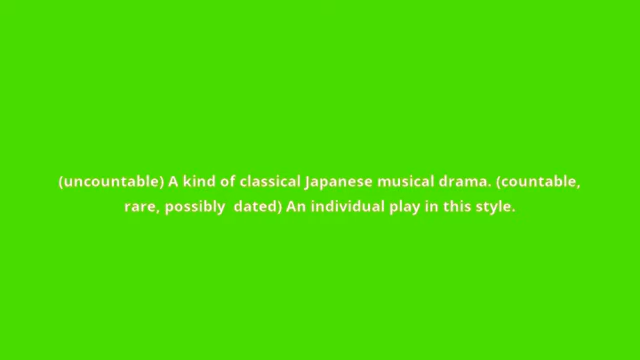 (uncountable) A kind of classical Japanese musical drama. (countable,
rare, possibly  dated) An individual play in this style.